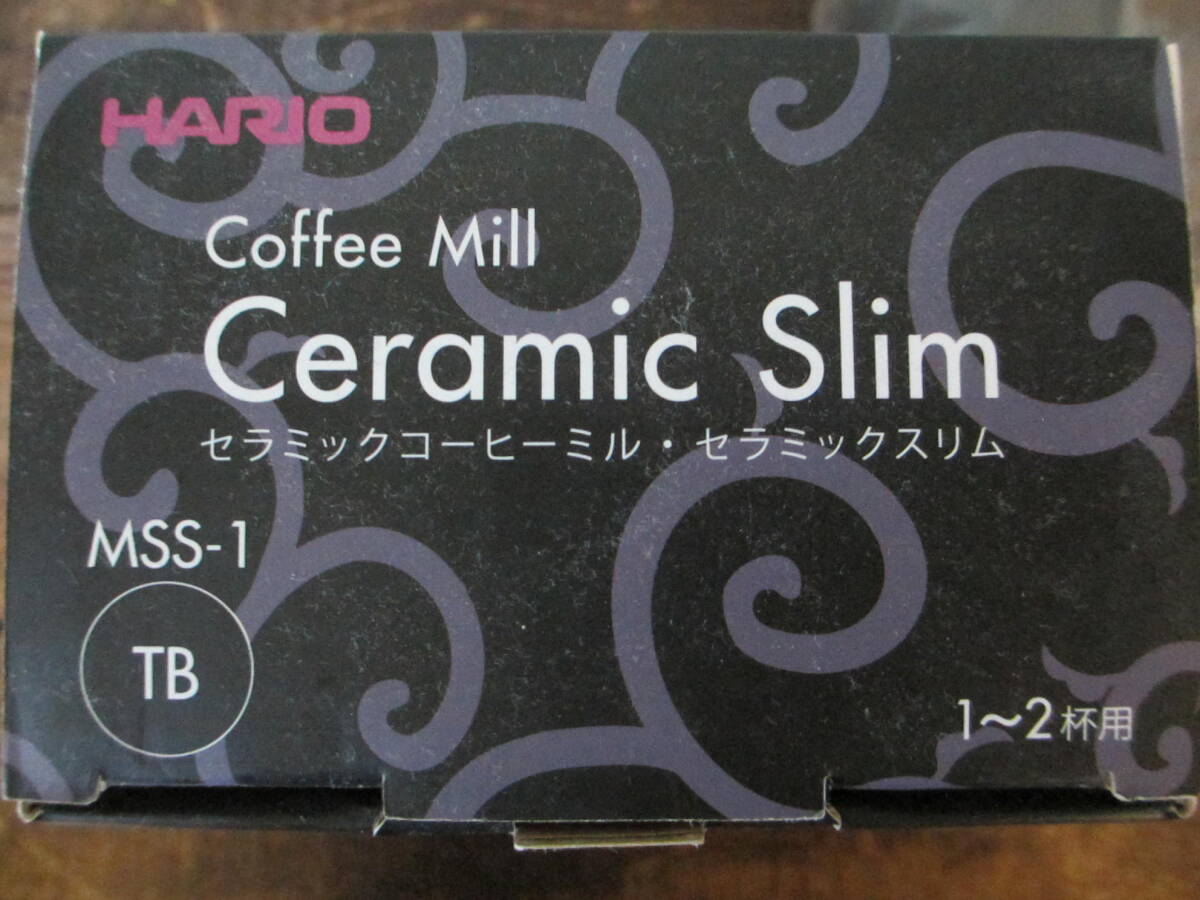 HARIO
Coffee Mill
Ceramic Slim
セラミックコーヒーミル・セラミックスリム
MSS-1
TB
1～2杯用